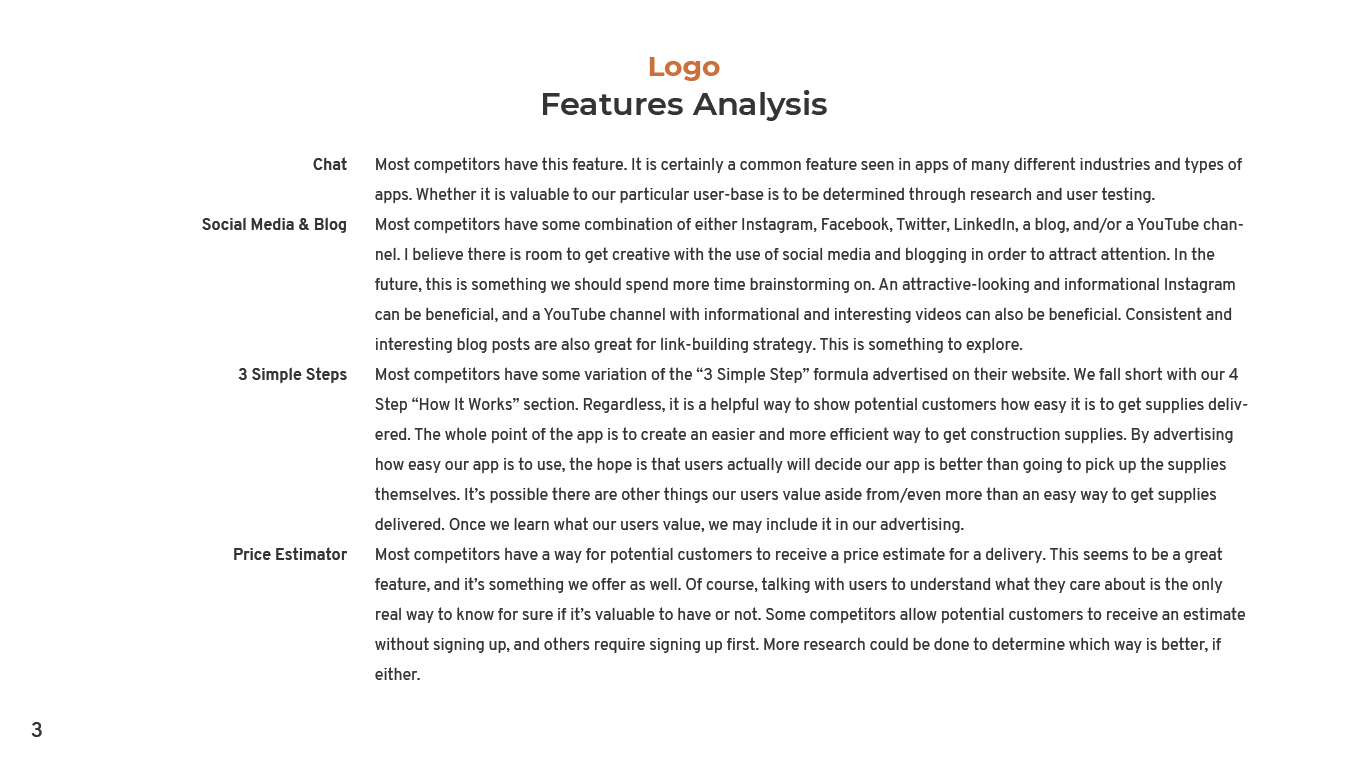 Logo
Features Analysis
Chat
Most competitors have this feature. It is certainly a common feature seen in apps of many different industries and types of
apps. Whether it is valuable to our particular user-base is to be determined through research and user testing.
Social Media & Blog
Most competitors have some combination of either Instagram, Facebook, Twitter, LinkedIn, a blog, and/or a YouTube chan-
nel. I believe there is room to get creative with the use of social media and blogging in order to attract attention. In the
future, this is something we should spend more time brainstorming on. An attractive-looking and informational Instagram
can be beneficial, and a YouTube channel with informational and interesting videos can also be beneficial. Consistent and
interesting blog posts are also great for link-building strategy. This is something to explore.
3 Simple Steps
Most competitors have some variation of the “3 Simple Step” formula advertised on their website. We fall short with our 4
Step “How It Works” section. Regardless, it is a helpful way to show potential customers how easy it is to get supplies deliv-
ered. The whole point of the app is to create an easier and more efficient way to get construction supplies. By advertising
how easy our app is to use, the hope is that users actually will decide our app is better than going to pick up the supplies
themselves. It’s possible there are other things our users value aside from/even more than an easy way to get supplies
delivered. Once we learn what our users value, we may include it in our advertising.
Price Estimator
Most competitors have a way for potential customers to receive a price estimate for a delivery. This seems to be a great
feature, and it’s something we offer as well. Of course, talking with users to understand what they care about is the only
real way to know for sure if it’s valuable to have or not. Some competitors allow potential customers to receive an estimate
without signing up, and others require signing up first. More research could be done to determine which way is better, if
either.
3